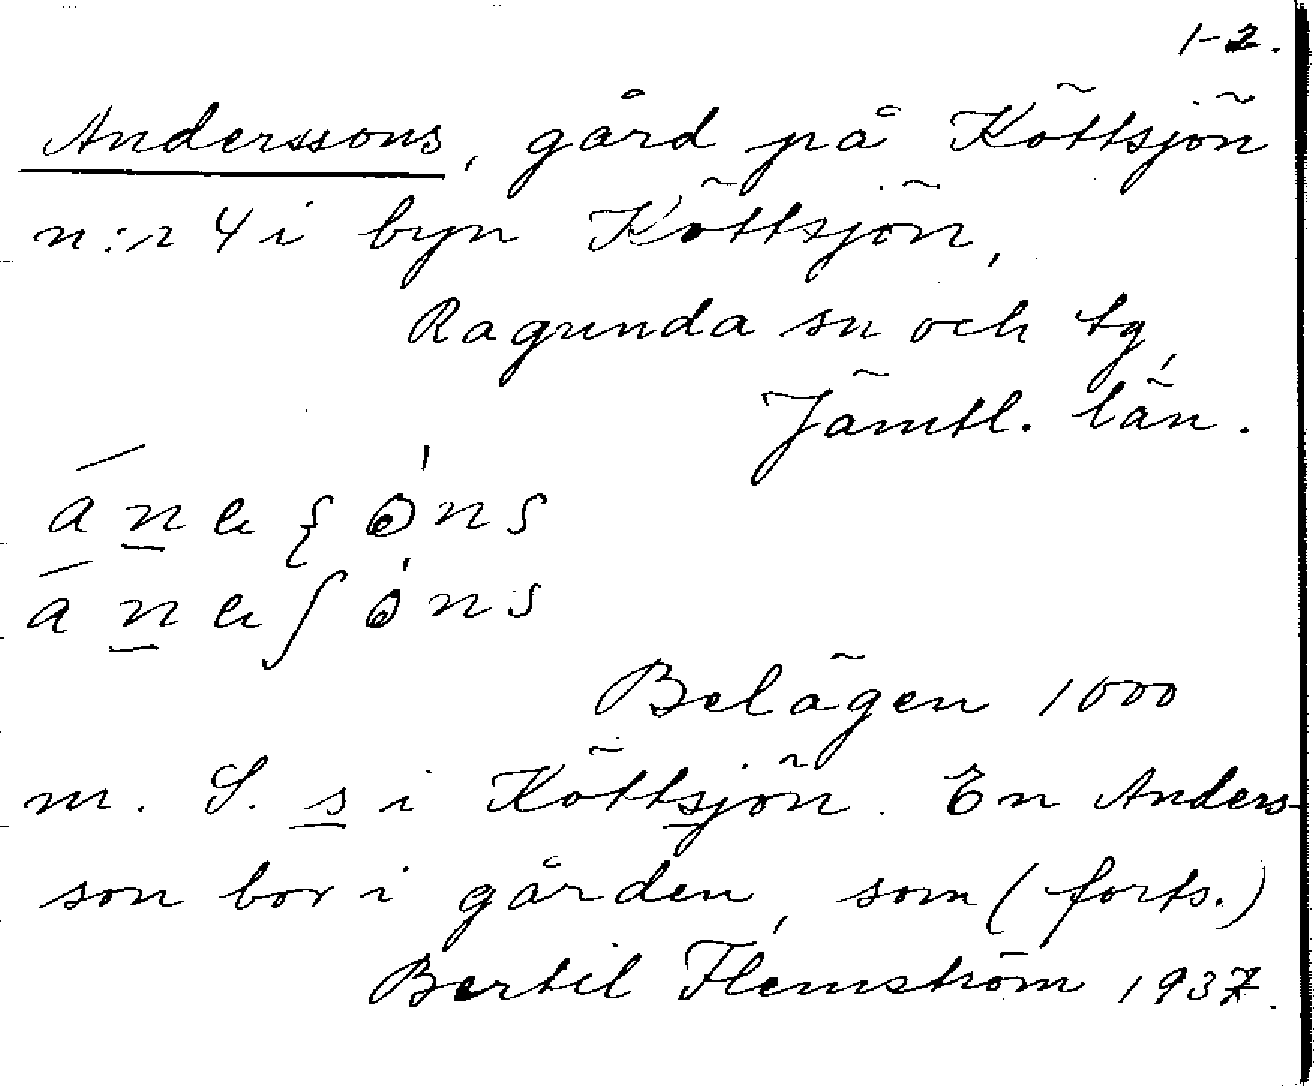 1-2.
Anderssons, gård på Köttsjön
n:r 4 i byn Köttsjön,
Ragunda sn och tg,
Jämtl. län.
Belägen 1000
m. S. s i Köttsjön. En Anders-
son bor i gården, som (forts.)
Bertil Flemström 1937.